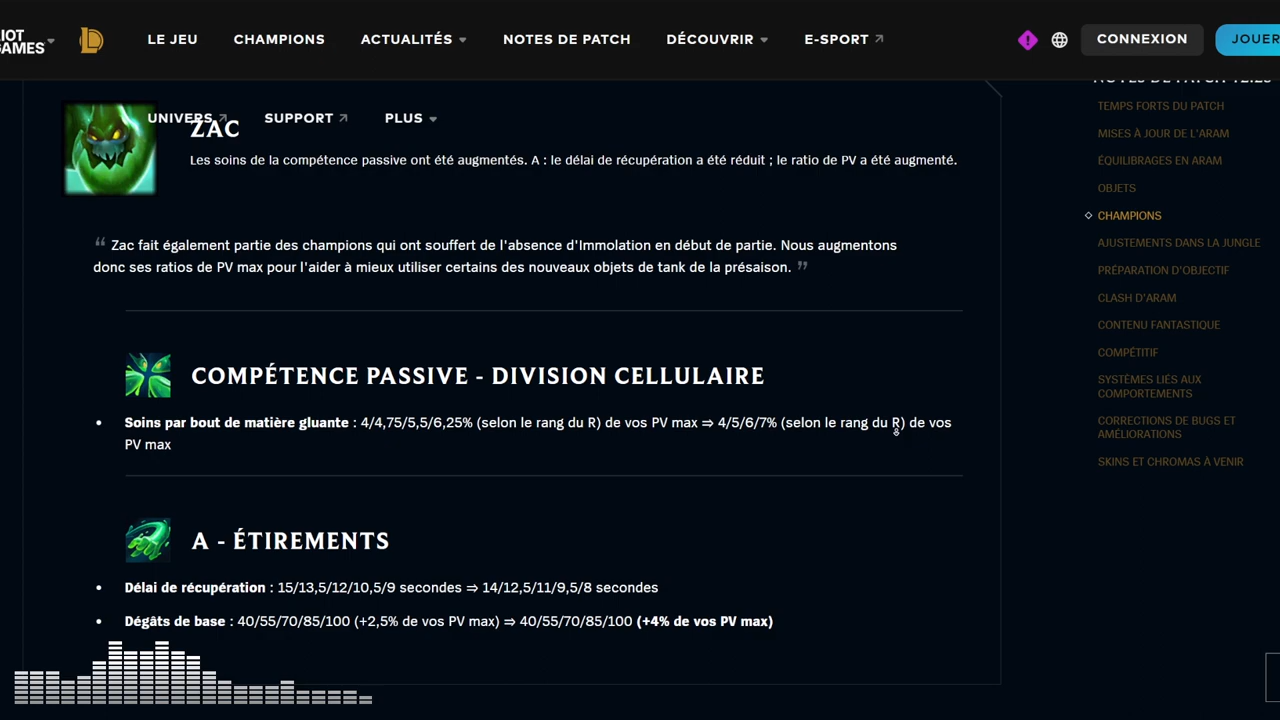 RIOT GAMES
LE JEU
CHAMPIONS
ACTUALITÉS
NOTES DE PATCH
DÉCOUVRIR
E-SPORT
CONNEXION
JOUER
UNIVERS
SUPPORT
PLUS
ZAC
Les soins de la compétence passive ont été augmentés. A : le délai de récupération a été réduit ; le ratio de PV a été augmenté.
“ Zac fait également partie des champions qui ont souffert de l'absence d'Immolation en début de partie. Nous augmentons
donc ses ratios de PV max pour l'aider à mieux utiliser certains des nouveaux objets de tank de la présaison. ”
COMPÉTENCE PASSIVE - DIVISION CELLULAIRE
• Soins par bout de matière gluante : 4/4,75/5,5/6,25% (selon le rang du R) de vos PV max ⇒ 4/5/6/7% (selon le rang du R) de vos
PV max
A - ÉTIREMENTS
• Délai de récupération : 15/13,5/12/10,5/9 secondes ⇒ 14/12,5/11/9,5/8 secondes
• Dégâts de base : 40/55/70/85/100 (+2,5% de vos PV max) ⇒ 40/55/70/85/100 (+4% de vos PV max)
TEMPS FORTS DU PATCH
MISES À JOUR DE L'ARAM
ÉQUILIBRAGES EN ARAM
OBJETS
CHAMPIONS
AJUSTEMENTS DANS LA JUNGLE
PRÉPARATION D'OBJECTIF
CLASH D'ARAM
CONTENU FANTASTIQUE
COMPÉTITIF
SYSTÈMES LIÉS AUX
COMPORTEMENTS
CORRECTIONS DE BUGS ET
AMÉLIORATIONS
SKINS ET CHROMAS À VENIR